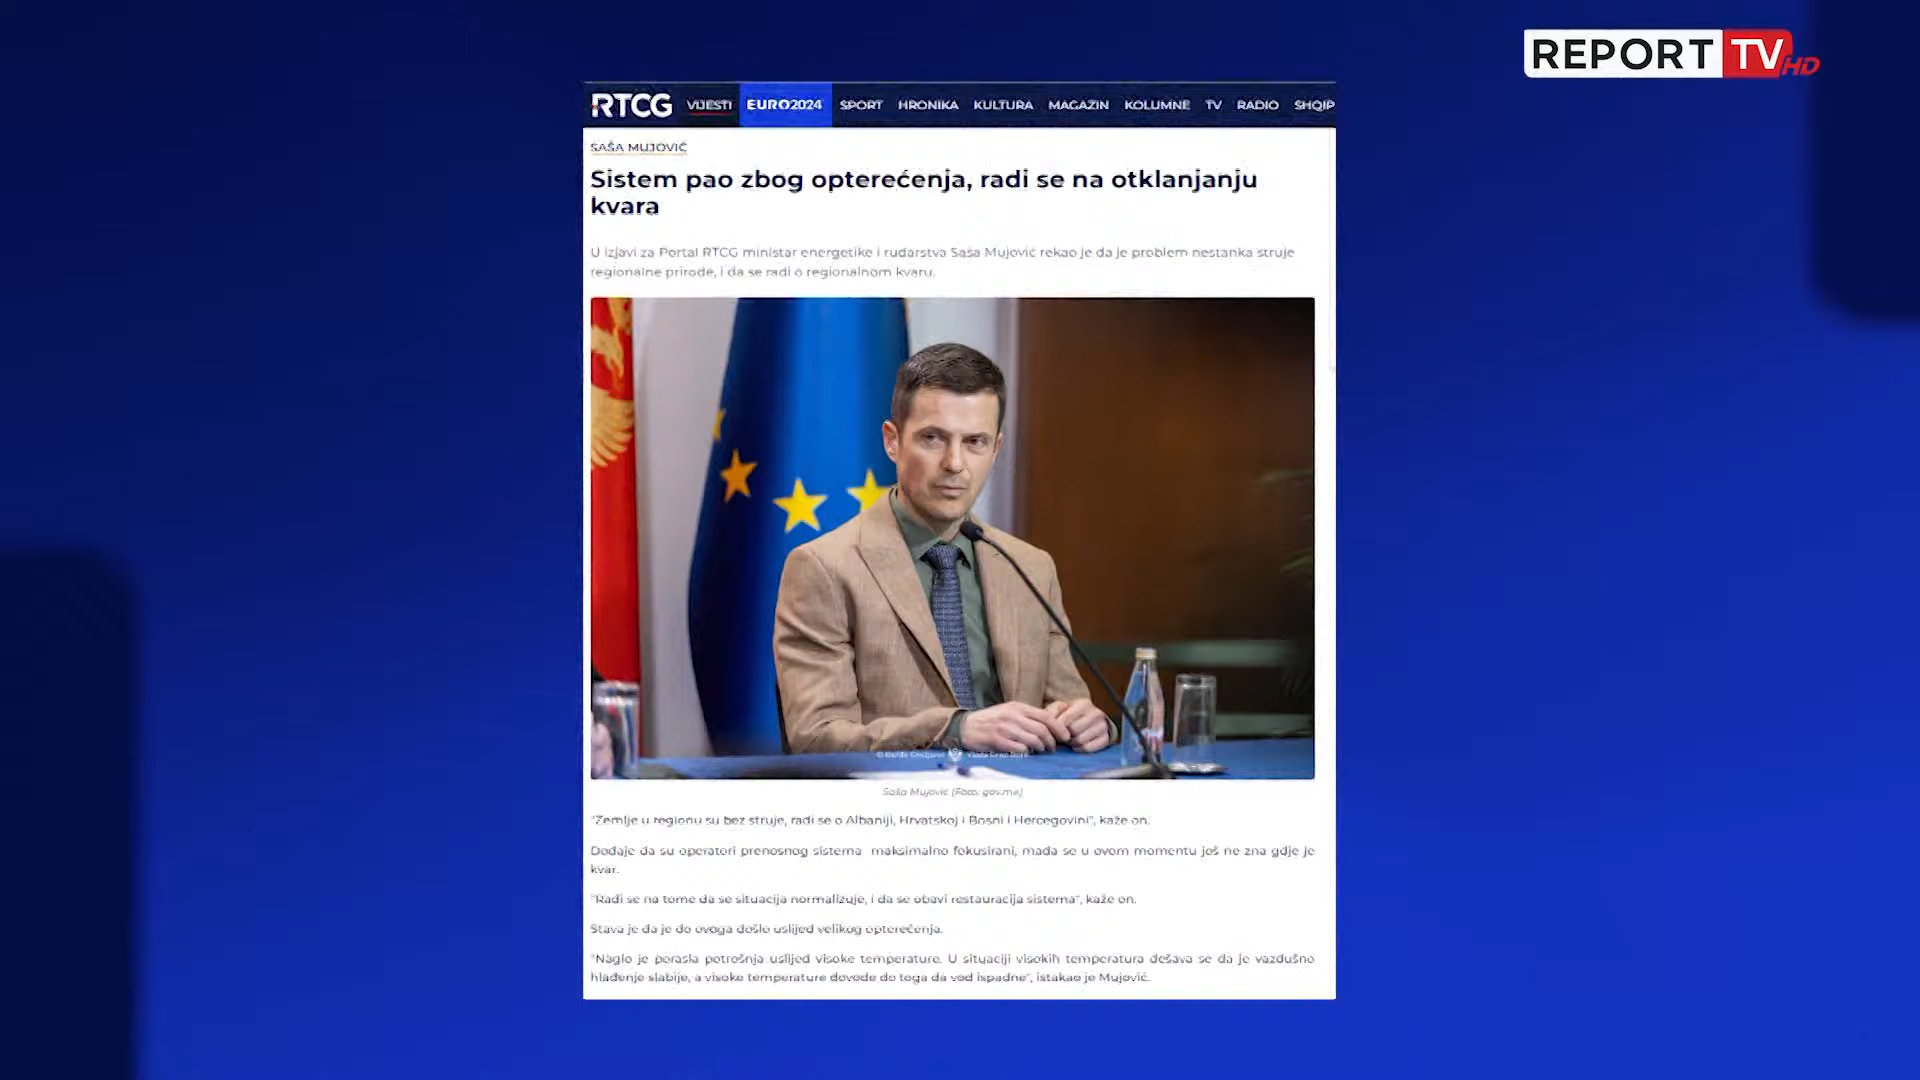 REPORT TV HD
RTCG VIJESTI EURO2024 SPORT HRONIKA KULTURA MAGAZIN KOLUMNE TV RADIO SHQIP
SAŠA MUJOVIĆ
Sistem pao zbog opterećenja, radi se na otklanjanju
kvara
U izjavi za Portal RTCG ministar energetike i rudarstva Saša Mujović rekao je da je problem nestanka struje
regionalne prirode, i da se radi o regionalnom kvaru.
Saša Mujović (Foto: gov.me)
"Zemlje u regionu su bez struje, radi se o Albaniji, Hrvatskoj i Bosni i Hercegovini", kaže on.
Dodaje da su operatori prenosnog sistema maksimalno fokusirani, mada se u ovom momentu još ne zna gdje je
kvar.
"Radi se na tome da se situacija normalizuje, i da se obavi restauracija sistema", kaže on.
Stava je da je do ovoga došlo uslijed velikog opterećenja.
"Naglo je porasla potrošnja uslijed visoke temperature. U situaciji visokih temperatura dešava se da je vazdušno
hlađenje slabije, a visoke temperature dovode do toga da vod ispadne", istakao je Mujović.